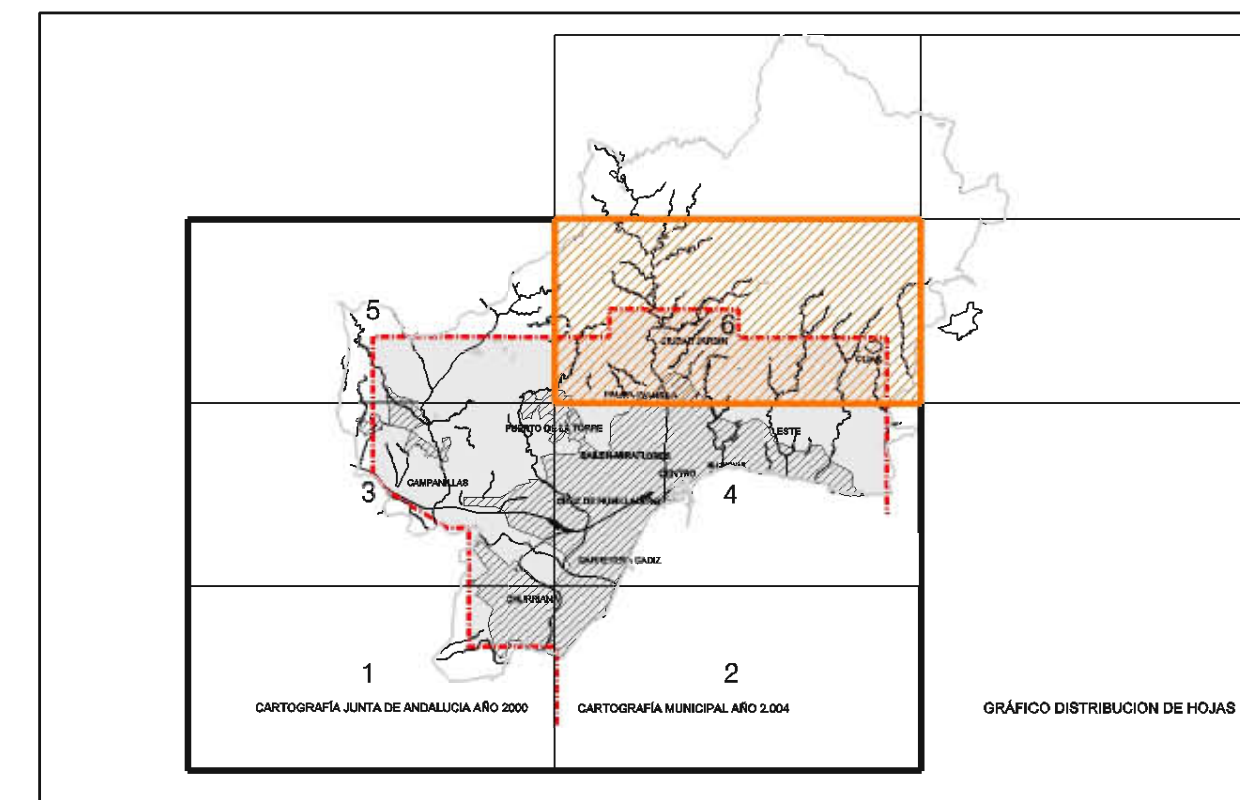 5
6
CIUDAD JARDIN
PUERTO DE LA TORRE
ESTE
BAILEN-MIRAFLORES
CENTRO
3
CAMPANILLAS
4
CRUZ DE HUMILLADERO
CARRETERA CADIZ
CHURRIANA
1
2
CARTOGRAFÍA JUNTA DE ANDALUCIA AÑO 2000
CARTOGRAFÍA MUNICIPAL AÑO 2.004
GRÁFICO DISTRIBUCION DE HOJAS